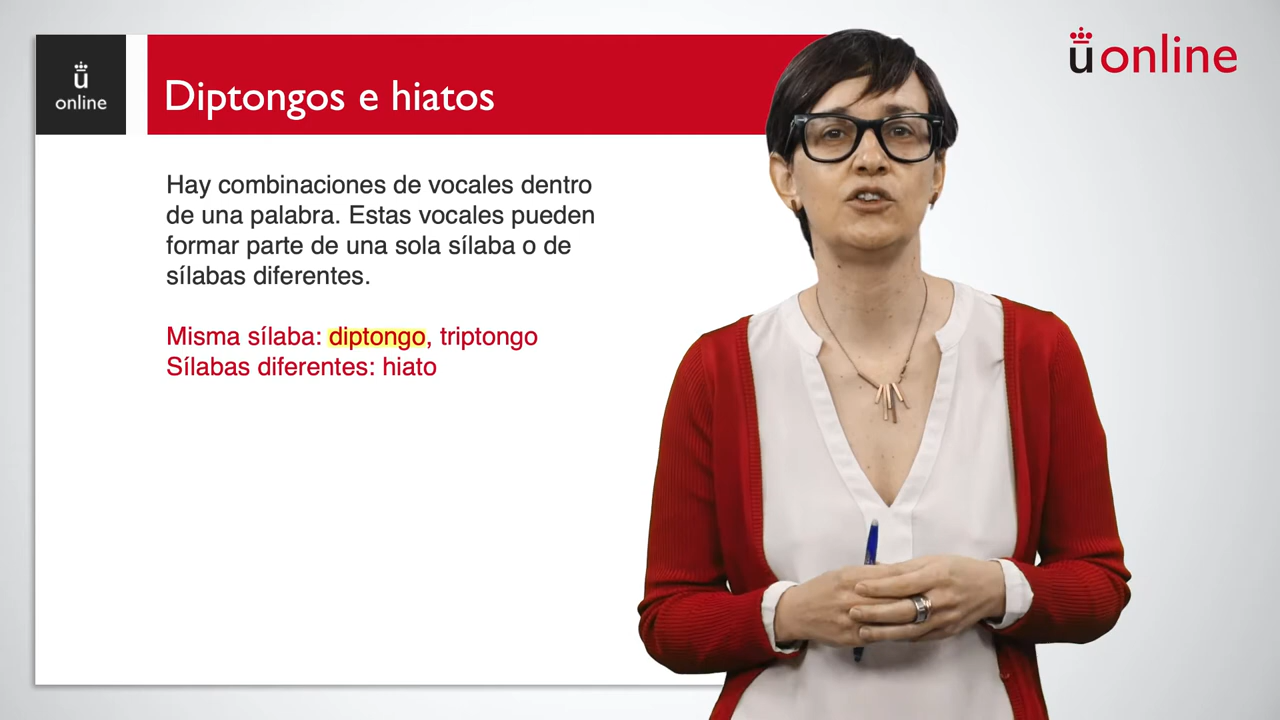 ü
online
Diptongos e hiatos
üonline
Hay combinaciones de vocales dentro
de una palabra. Estas vocales pueden
formar parte de una sola sílaba o de
sílabas diferentes.
Misma sílaba: diptongo, triptongo
Sílabas diferentes: hiato